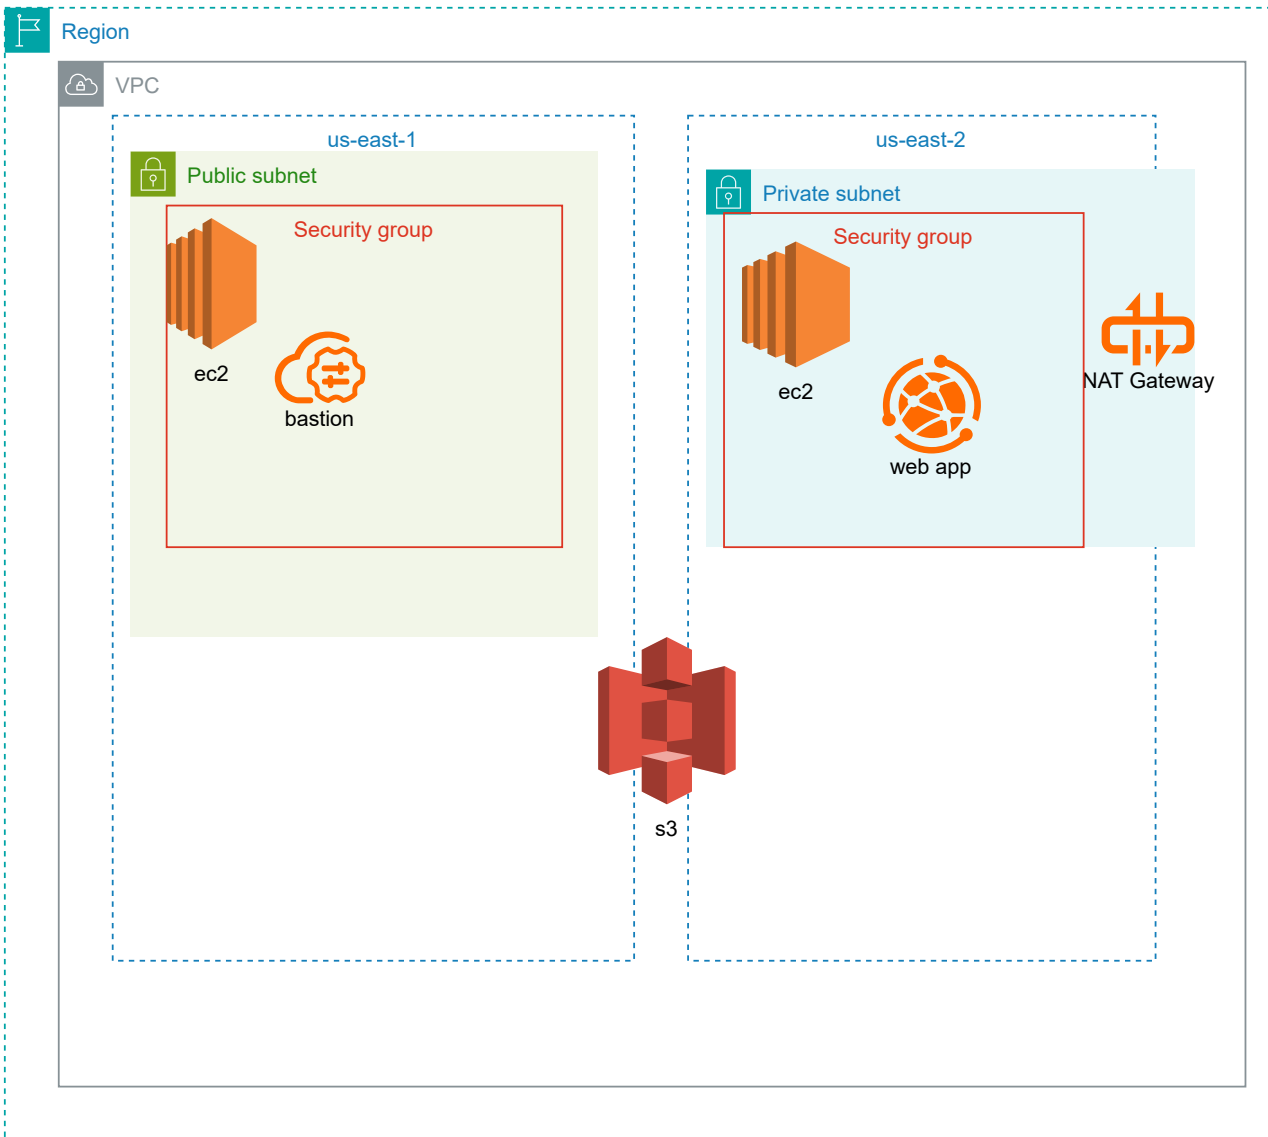 Region
VPC
us-east-1
Public subnet
Security group
ec2
bastion
us-east-2
Private subnet
Security group
ec2
web app
NAT Gateway
s3